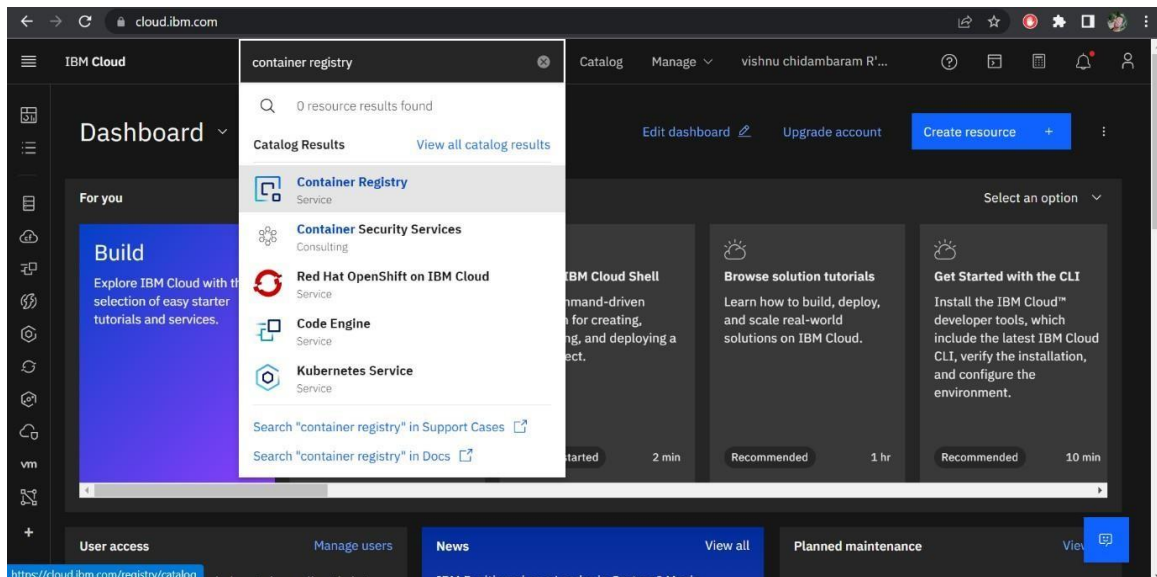 cloud.ibm.com
IBM Cloud
container registry
Catalog
Manage
vishnu chidambaram R'...
0 resource results found
Dashboard
Edit dashboard
Upgrade account
Create resource +
Catalog Results
View all catalog results
Container Registry
Service
Container Security Services
Consulting
Red Hat OpenShift on IBM Cloud
Service
Code Engine
Service
Kubernetes Service
Service
Search "container registry" in Support Cases
Search "container registry" in Docs
For you
Select an option
Build
Explore IBM Cloud with
selection of easy starter
tutorials and services.
IBM Cloud Shell
for creating,
and deploying a
2 min
Browse solution tutorials
Learn how to build, deploy,
and scale real-world
solutions on IBM Cloud.
Recommended
1 hr
Get Started with the CLI
Install the IBM Cloud™
developer tools, which
include the latest IBM Cloud
CLI, verify the installation,
and configure the
environment.
Recommended
10 min
vm
User access
Manage users
News
View all
Planned maintenance
https://cloud.ibm.com/registry/catalog